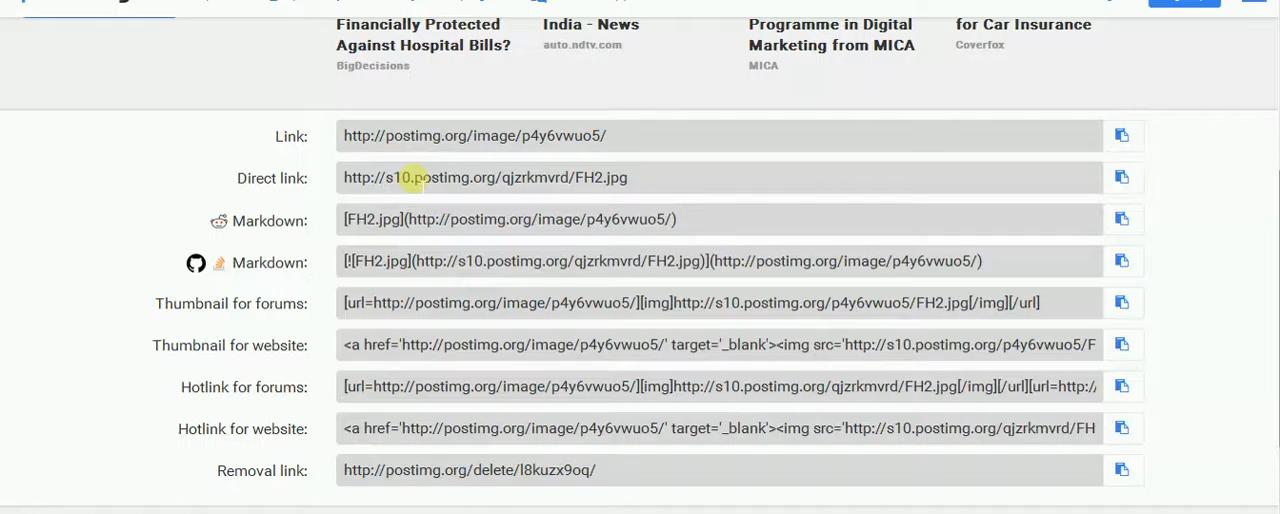 Financially Protected
Against Hospital Bills?
BigDecisions
India - News
auto.ndtv.com
Programme in Digital
Marketing from MICA
MICA
for Car Insurance
Coverfox
Link: http://postimg.org/image/p4y6vwuo5/
Direct link: http://s10.postimg.org/qjzrkmvrd/FH2.jpg
Markdown: [FH2.jpg](http://postimg.org/image/p4y6vwuo5/)
Markdown: [![FH2.jpg](http://s10.postimg.org/qjzrkmvrd/FH2.jpg)](http://postimg.org/image/p4y6vwuo5/)
Thumbnail for forums: [url=http://postimg.org/image/p4y6vwuo5/][img]http://s10.postimg.org/p4y6vwuo5/FH2.jpg[/img][/url]
Thumbnail for website: <a href='http://postimg.org/image/p4y6vwuo5/' target='_blank'><img src='http://s10.postimg.org/p4y6vwuo5/F
Hotlink for forums: [url=http://postimg.org/image/p4y6vwuo5/][img]http://s10.postimg.org/qjzrkmvrd/FH2.jpg[/img][/url][url=http:/
Hotlink for website: <a href='http://postimg.org/image/p4y6vwuo5/' target='_blank'><img src='http://s10.postimg.org/qjzrkmvrd/FH
Removal link: http://postimg.org/delete/l8kuzx9oq/